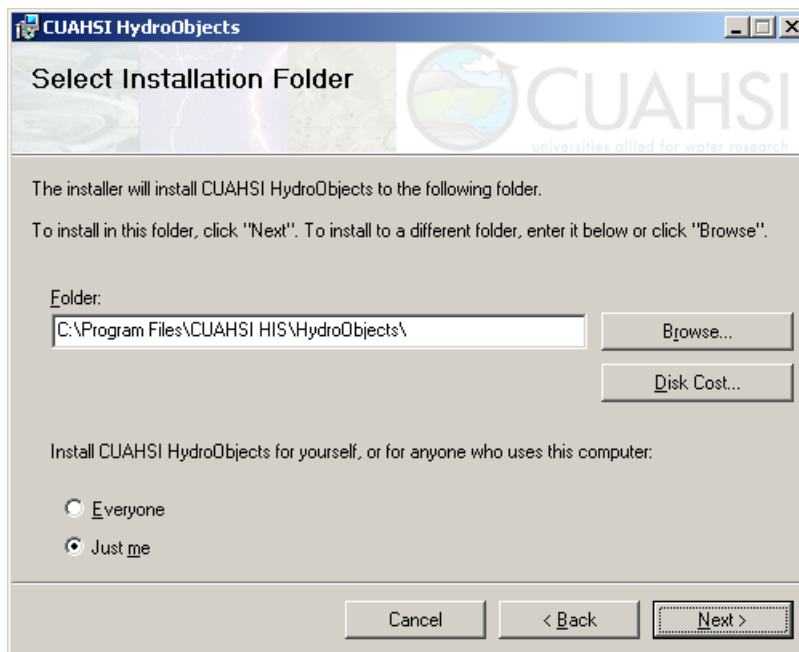 CUAHSI HydroObjects
Select Installation Folder
CUAHSI
universities allied for water research
The installer will install CUAHSI HydroObjects to the following folder.
To install in this folder, click "Next". To install to a different folder, enter it below or click "Browse".
Folder:
C:\Program Files\CUAHSI HIS\HydroObjects\
Browse...
Disk Cost...
Install CUAHSI HydroObjects for yourself, or for anyone who uses this computer:
Everyone
Just me
Cancel
< Back
Next >